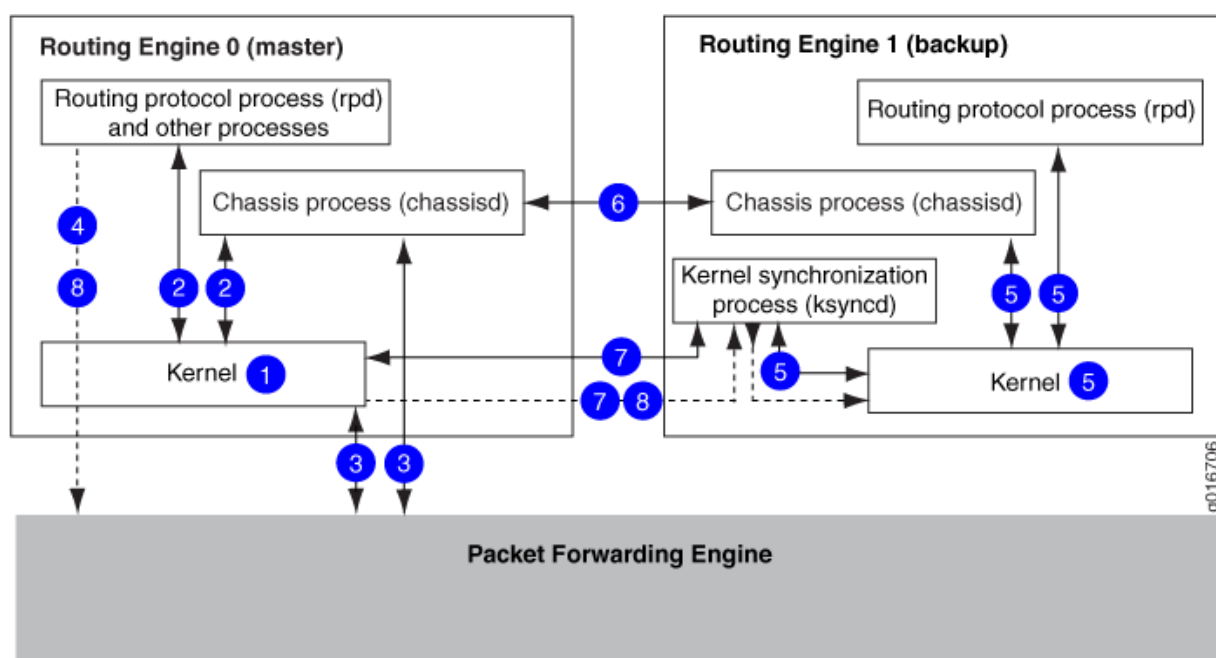 Routing Engine 0 (master)
Routing protocol process (rpd)
and other processes
Chassis process (chassisd)
4
8
2
2
Kernel 1
3
3
6
7
7 8
Routing Engine 1 (backup)
Routing protocol process (rpd)
Chassis process (chassisd)
Kernel synchronization
process (ksyncd)
5
5
5
Kernel 5
g016706
Packet Forwarding Engine